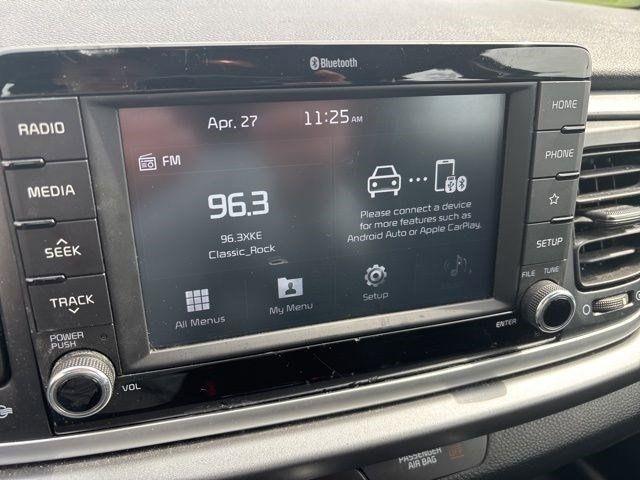 Bluetooth
RADIO
MEDIA
SEEK
TRACK
POWER
PUSH
VOL
Apr. 27
11:25 AM
FM
96.3
96.3XKE
Classic_Rock
Please connect a device
for more features such as
Android Auto or Apple CarPlay.
All Menus
My Menu
Setup
HOME
PHONE
SETUP
FILE
TUNE
ENTER
PASSENGER
AIR BAG
OFF